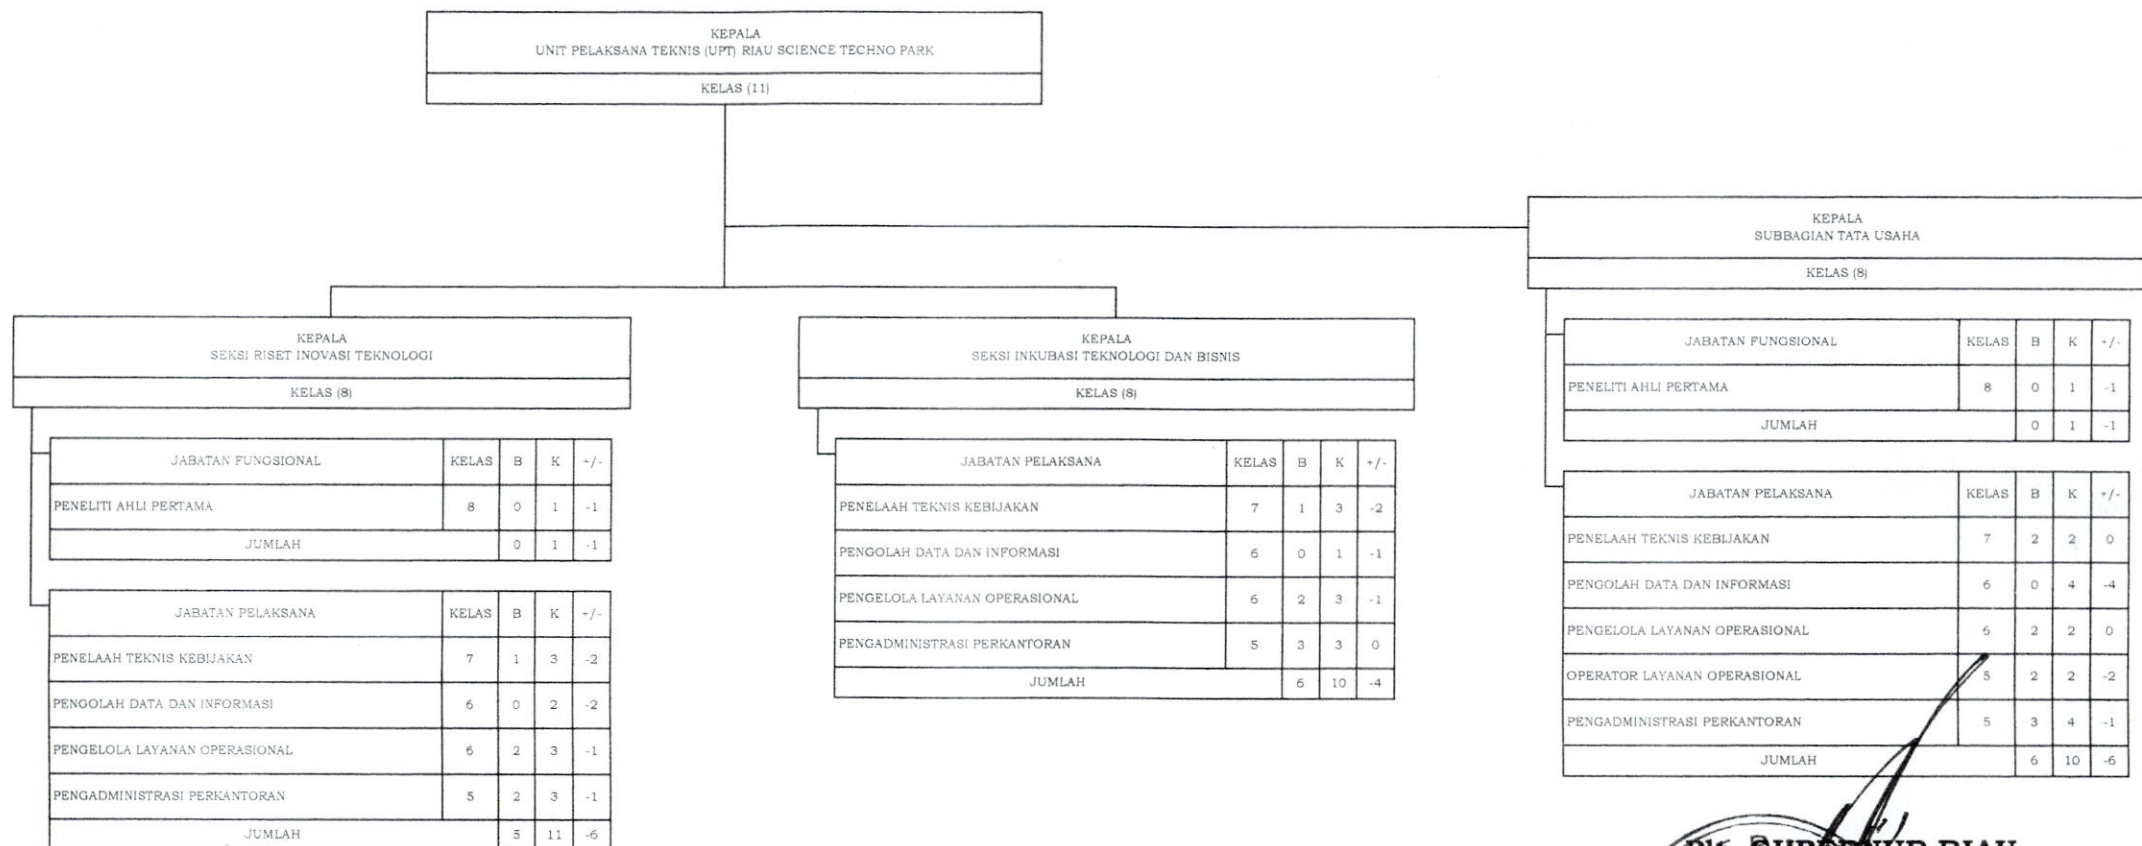 KEPALA
UNIT PELAKSANA TEKNIS (UPT) RIAU SCIENCE TECHNO PARK
KELAS (11)
KEPALA
SUBBAGIAN TATA USAHA
KELAS (8)
KEPALA
SEKSI RISET INOVASI TEKNOLOGI
KELAS (8)
JABATAN FUNGSIONAL KELAS B K +/-
PENELITI AHLI PERTAMA 8 0 1 -1
JUMLAH 0 1 -1
JABATAN PELAKSANA KELAS B K +/-
PENELAAH TEKNIS KEBIJAKAN 7 1 3 -2
PENGOLAH DATA DAN INFORMASI 6 0 2 -2
PENGELOLA LAYANAN OPERASIONAL 6 2 3 -1
PENGADMINISTRASI PERKANTORAN 5 2 3 -1
JUMLAH 5 11 -6
KEPALA
SEKSI INKUBASI TEKNOLOGI DAN BISNIS
KELAS (8)
JABATAN PELAKSANA KELAS B K +/-
PENELAAH TEKNIS KEBIJAKAN 7 1 3 -2
PENGOLAH DATA DAN INFORMASI 6 0 1 -1
PENGELOLA LAYANAN OPERASIONAL 6 2 3 -1
PENGADMINISTRASI PERKANTORAN 5 3 3 0
JUMLAH 6 10 -4
JABATAN FUNGSIONAL KELAS B K +/-
PENELITI AHLI PERTAMA 8 0 1 -1
JUMLAH 0 1 -1
JABATAN PELAKSANA KELAS B K +/-
PENELAAH TEKNIS KEBIJAKAN 7 2 2 0
PENGOLAH DATA DAN INFORMASI 6 0 4 -4
PENGELOLA LAYANAN OPERASIONAL 6 2 2 0
OPERATOR LAYANAN OPERASIONAL 5 2 2 -2
PENGADMINISTRASI PERKANTORAN 5 3 4 -1
JUMLAH 6 10 -6
GUBERNUR RIAU